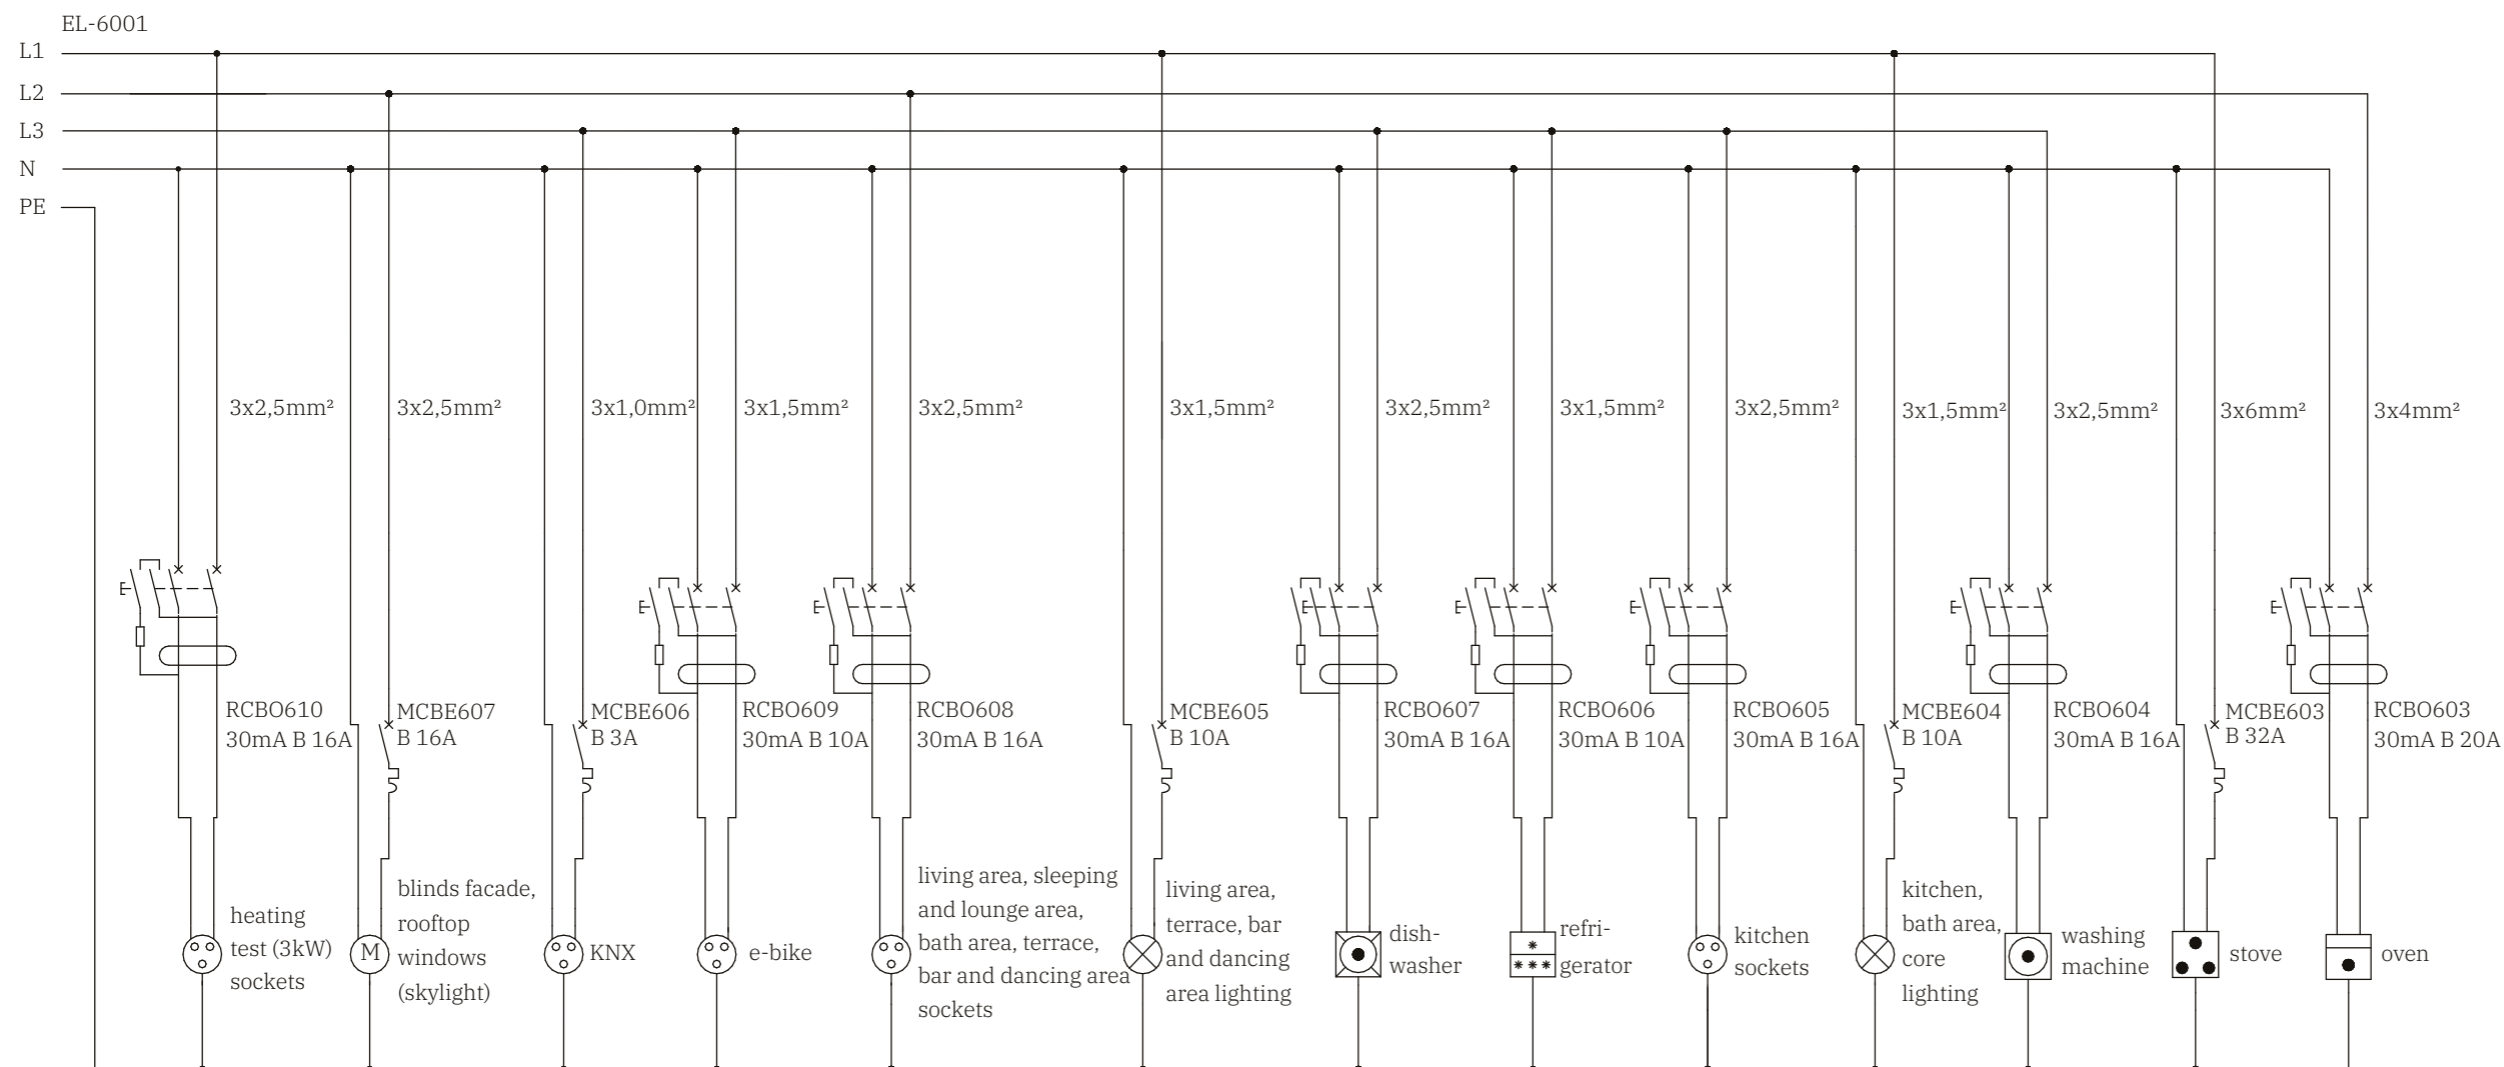 EL-6001
L1
L2
L3
N
PE
3x2,5mm²
3x2,5mm²
3x1,0mm²
3x1,5mm²
3x2,5mm²
3x1,5mm²
3x2,5mm²
3x1,5mm²
3x2,5mm²
3x1,5mm²
3x2,5mm²
3x6mm²
3x4mm²
RCBO610
30mA B 16A
MCBE607
B 16A
MCBE606
B 3A
RCBO609
30mA B 10A
RCBO608
30mA B 16A
MCBE605
B 10A
RCBO607
30mA B 16A
RCBO606
30mA B 10A
RCBO605
30mA B 16A
MCBE604
B 10A
RCBO604
30mA B 16A
MCBE603
B 32A
RCBO603
30mA B 20A
heating
test (3kW)
sockets
M
blinds facade,
rooftop
windows
(skylight)
KNX
e-bike
living area, sleeping
and lounge area,
bath area, terrace,
bar and dancing area
sockets
living area,
terrace, bar
and dancing
area lighting
dish-
washer
refri-
gerator
kitchen
sockets
kitchen,
bath area,
core
lighting
washing
machine
stove
oven